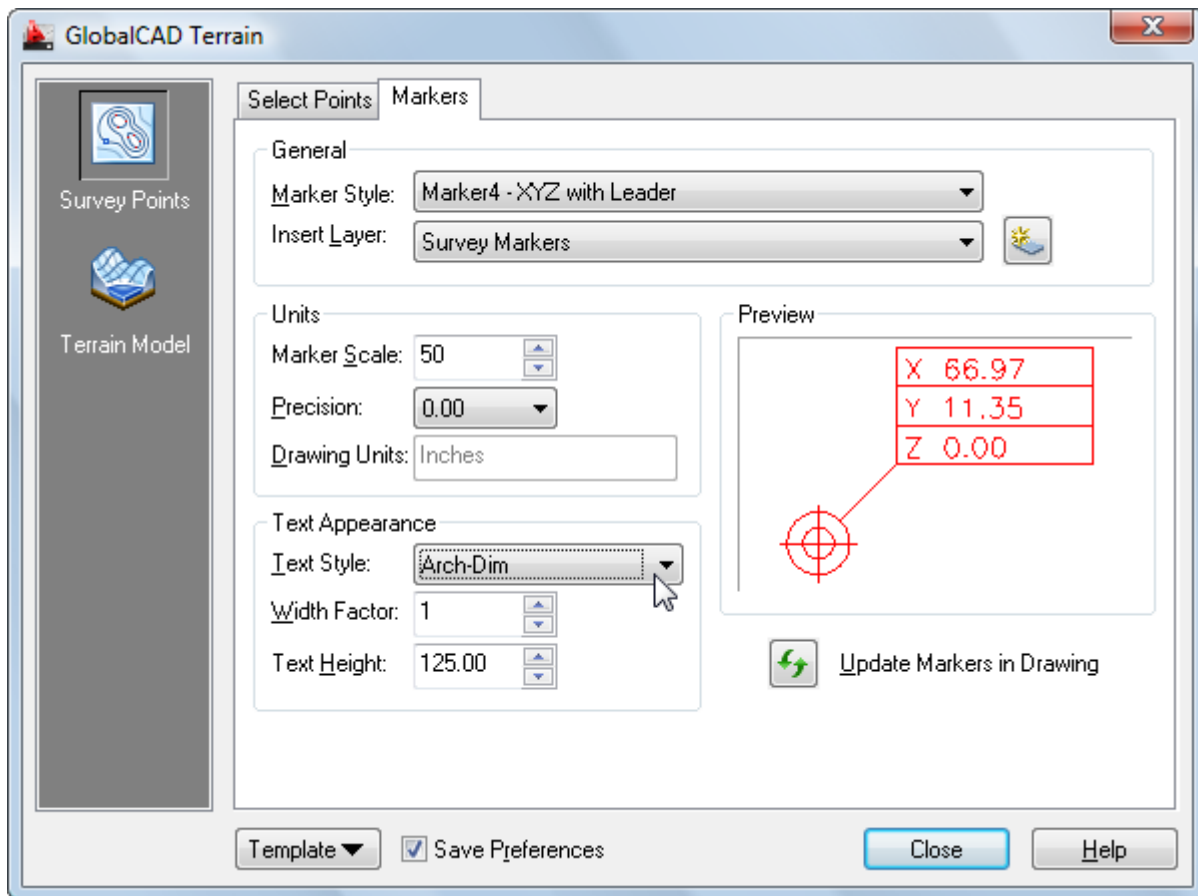 GlobalCAD Terrain
Survey Points
Terrain Model
Select Points
Markers
General
Marker Style: Marker4 - XYZ with Leader
Insert Layer: Survey Markers
Units
Marker Scale: 50
Precision: 0.00
Drawing Units: Inches
Text Appearance
Text Style: Arch-Dim
Width Factor: 1
Text Height: 125.00
Preview
X 66.97
Y 11.35
Z 0.00
Update Markers in Drawing
Template
Save Preferences
Close
Help